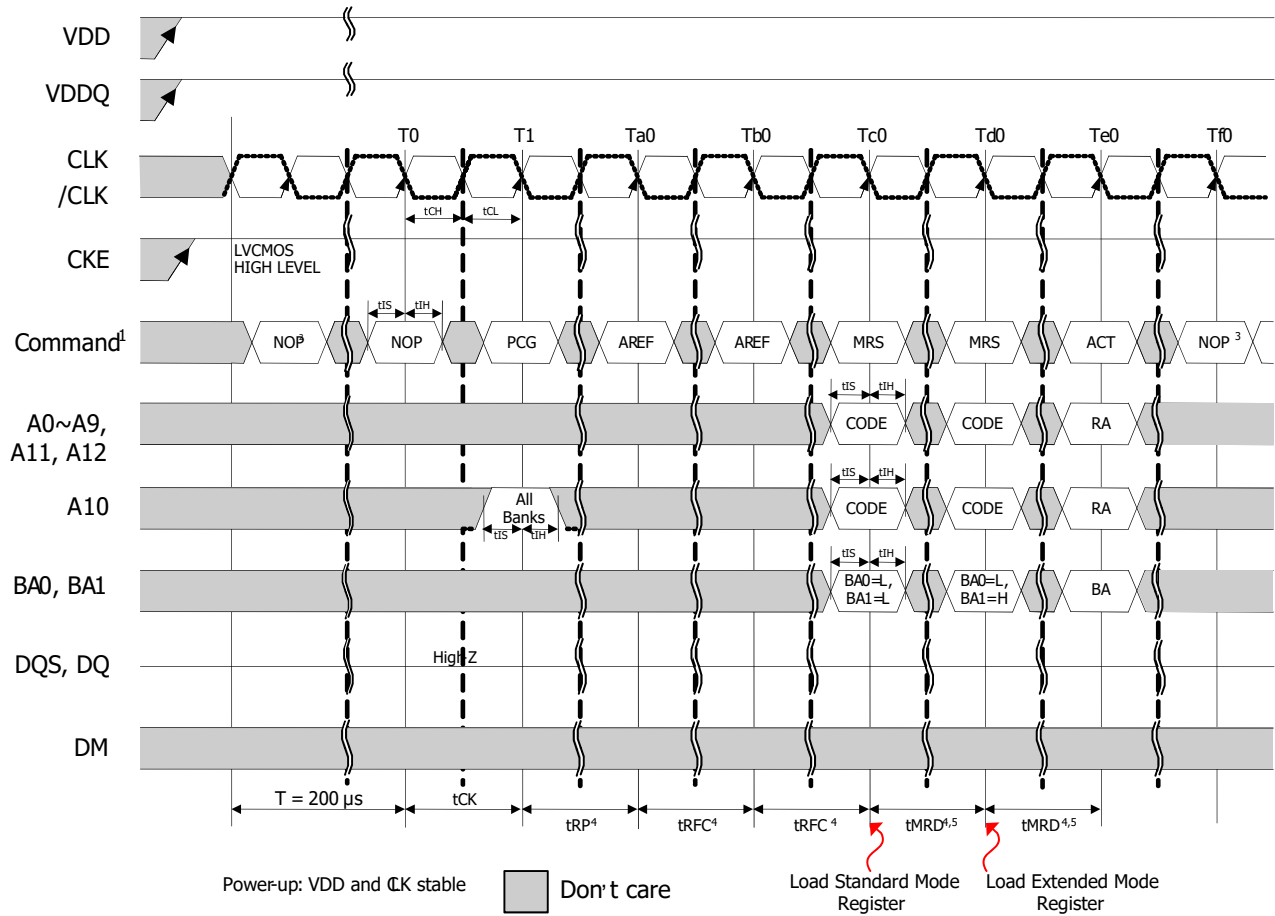 VDD
VDDQ
T0 T1 Ta0 Tb0 Tc0 Td0 Te0 Tf0
CLK
/CLK
tCH tCL
CKE
LVCMOS
HIGH LEVEL
tIS tIH
Command1
NOP3 NOP PCG AREF AREF MRS MRS ACT NOP 3
tIS tIH
A0~A9,
A11, A12
CODE CODE RA
tIS tIH
A10
All
Banks
CODE CODE RA
tIS tIH
tIS tIH
BA0, BA1
BA0=L,
BA1=L
BA0=L,
BA1=H
BA
DQS, DQ
High-Z
DM
T = 200 µs tCK
tRP4 tRFC4 tRFC 4 tMRD4,5 tMRD4,5
Power-up: VDD and CLK stable
Don't care
Load Standard Mode
Register
Load Extended Mode
Register